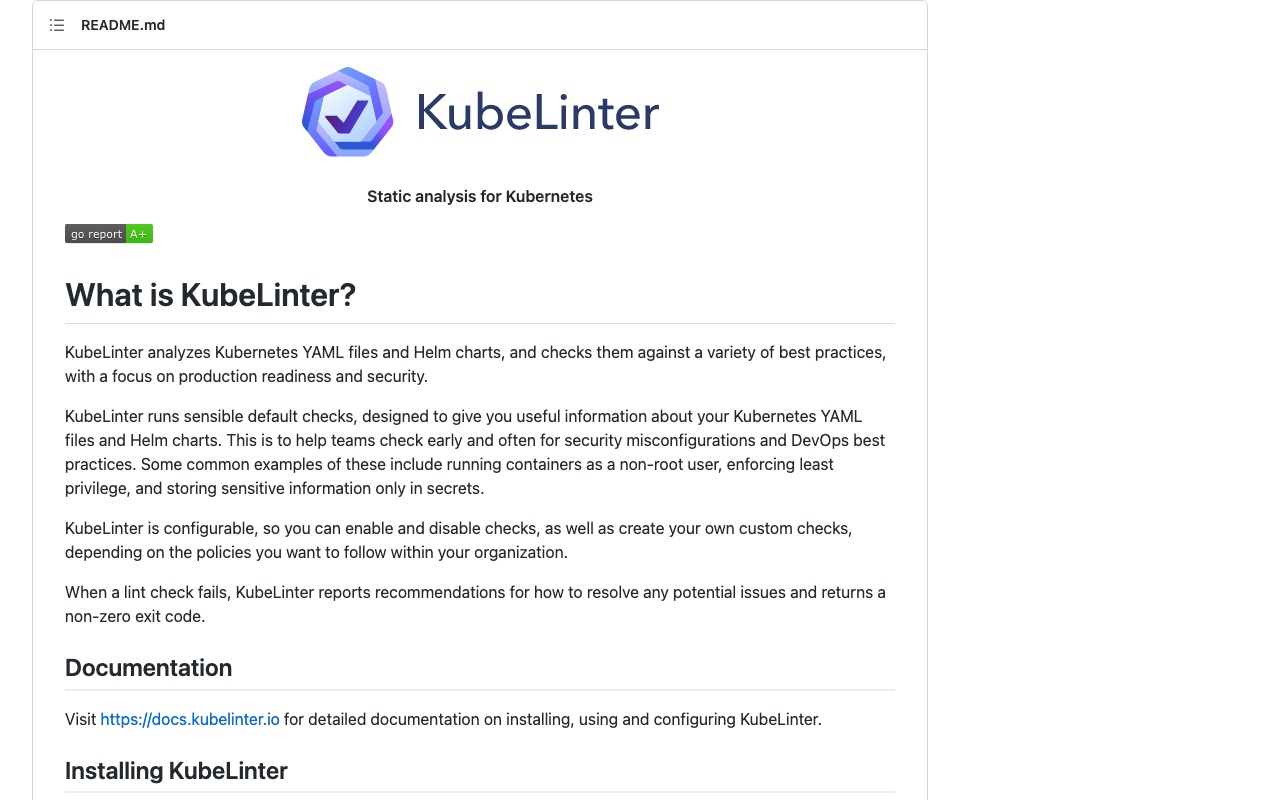 README.md
KubeLinter
Static analysis for Kubernetes
go report A+
What is KubeLinter?
KubeLinter analyzes Kubernetes YAML files and Helm charts, and checks them against a variety of best practices,
with a focus on production readiness and security.
KubeLinter runs sensible default checks, designed to give you useful information about your Kubernetes YAML
files and Helm charts. This is to help teams check early and often for security misconfigurations and DevOps best
practices. Some common examples of these include running containers as a non-root user, enforcing least
privilege, and storing sensitive information only in secrets.
KubeLinter is configurable, so you can enable and disable checks, as well as create your own custom checks,
depending on the policies you want to follow within your organization.
When a lint check fails, KubeLinter reports recommendations for how to resolve any potential issues and returns a
non-zero exit code.
Documentation
Visit https://docs.kubelinter.io for detailed documentation on installing, using and configuring KubeLinter.
Installing KubeLinter